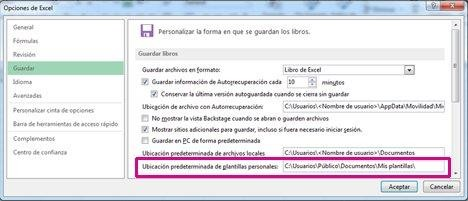 Opciones de Excel
General
Fórmulas
Revisión
Guardar
Idioma
Avanzadas
Personalizar cinta de opciones
Barra de herramientas de acceso rápido
Complementos
Centro de confianza
Personalizar la forma en que se guardan los libros.
Guardar libros
Guardar archivos en formato: Libro de Excel
Guardar información de Autorrecuperación cada 10 minutos
Conservar la última versión autoguardada cuando se cierra sin guardar
Ubicación de archivo con Autorrecuperación: C:\Usuarios\<Nombre de usuario>\AppData\Movilidad\Mi
No mostrar la vista Backstage cuando se abran o guarden archivos
Mostrar sitios adicionales para guardar, incluso si fuera necesario iniciar sesión.
Guardar en PC de forma predeterminada
Ubicación predeterminada de archivos locales C:\Usuarios\<Nombre de usuario>\Documentos
Ubicación predeterminada de plantillas personales: C:\Usuarios\Público\Documentos\Mis plantillas\
Aceptar Cancelar